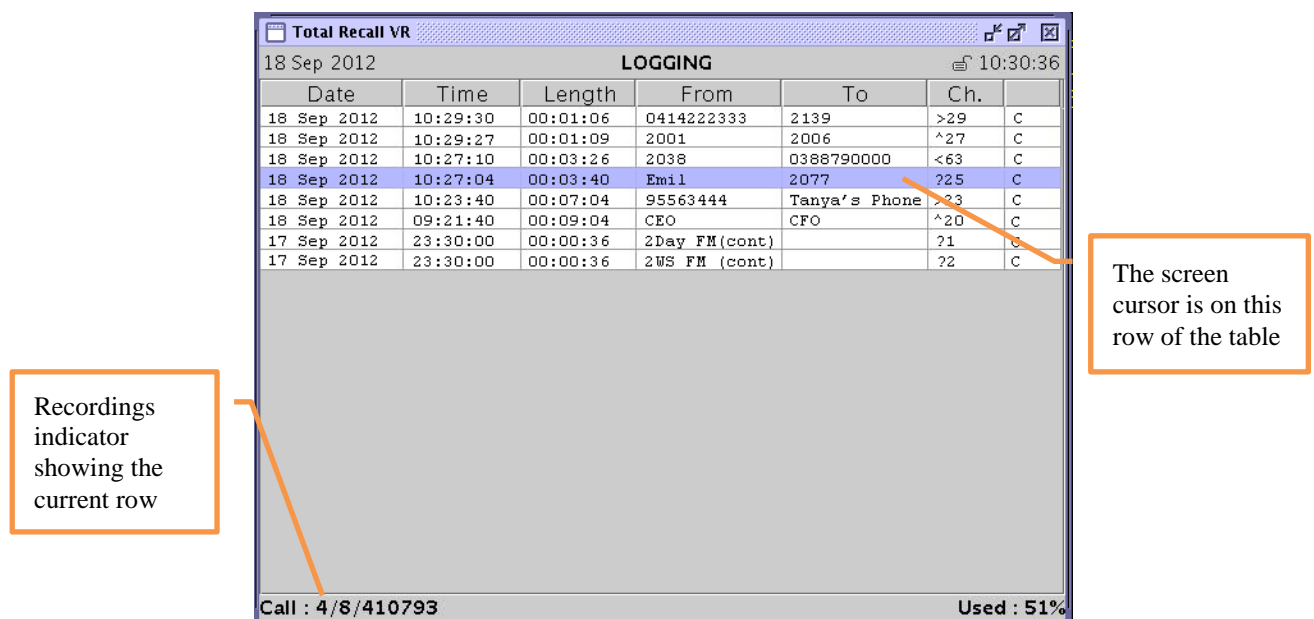 Total Recall VR
18 Sep 2012 LOGGING 10:30:36
Date Time Length From To Ch.
18 Sep 2012 10:29:30 00:01:06 0414222333 2139 >29 C
18 Sep 2012 10:29:27 00:01:09 2001 2006 ^27 C
18 Sep 2012 10:27:10 00:03:26 2038 0388790000 <63 C
18 Sep 2012 10:27:04 00:03:40 Emil 2077 ?25 C
18 Sep 2012 10:23:40 00:07:04 95563444 Tanya's Phone >23 C
18 Sep 2012 09:21:40 00:09:04 CEO CFO ^20 C
17 Sep 2012 23:30:00 00:00:36 2Day FM(cont) ?1 C
17 Sep 2012 23:30:00 00:00:36 2WS FM (cont) ?2 C
The screen
cursor is on this
row of the table
Recordings
indicator
showing the
current row
Call : 4/8/410793 Used : 51%